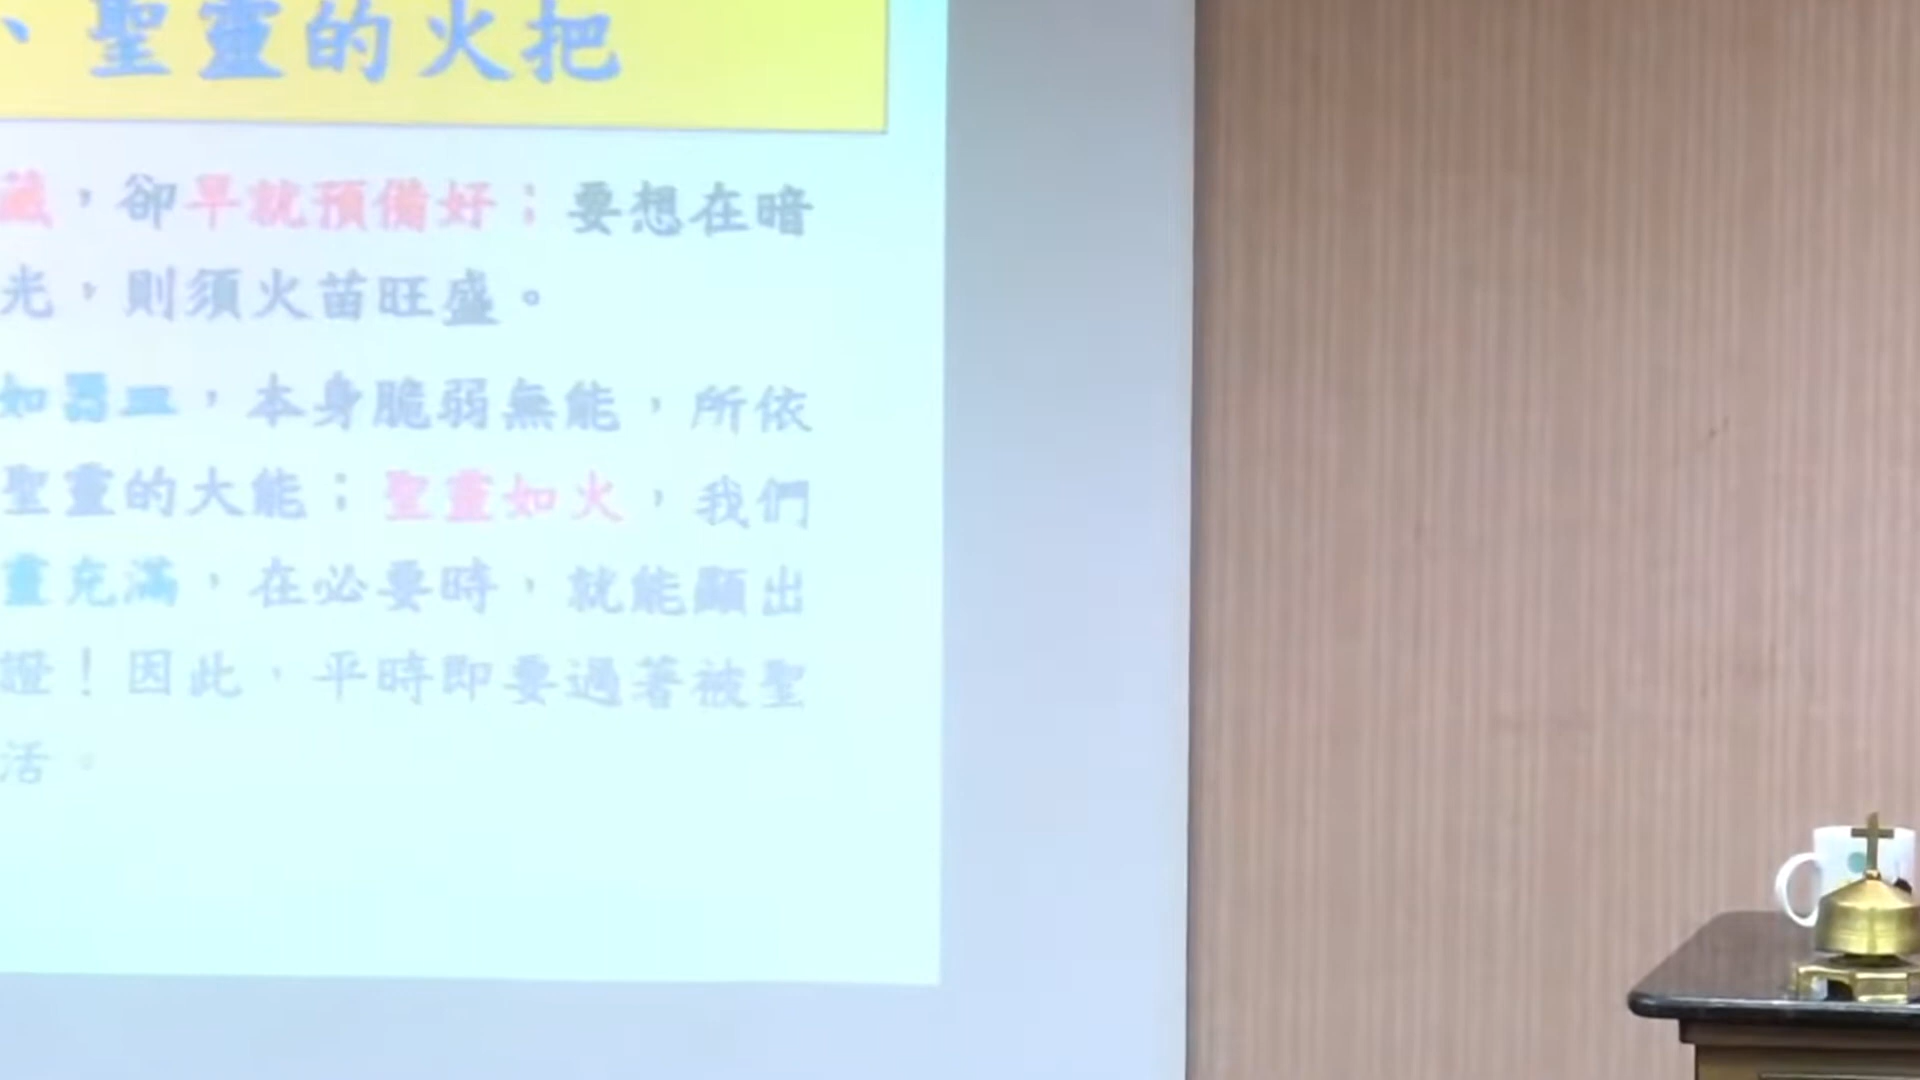 、聖靈的火把
藏，卻早就預備好；要想在暗
光，則須火苗旺盛。
如器皿，本身脆弱無能，所依
聖靈的大能；聖靈如火，我們
靈充滿，在必要時，就能顯出
證！因此，平時即要過著被聖
活。